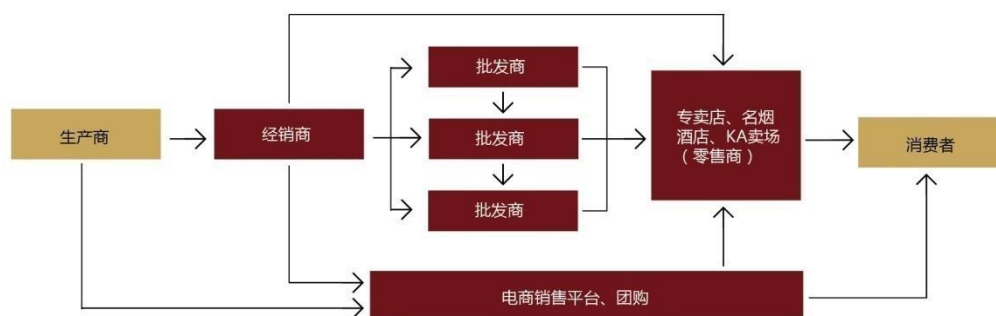 生产商
经销商
批发商
批发商
批发商
专卖店、名烟
酒店、KA卖场
（零售商）
消费者
电商销售平台、团购